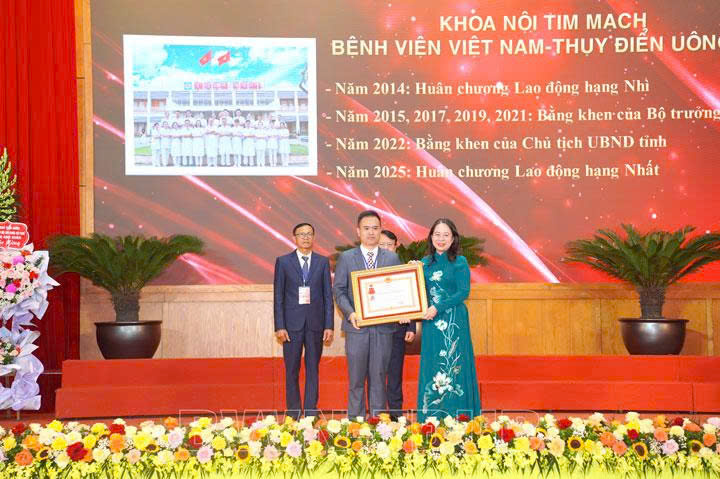 KHOA NỘI TIM MẠCH
BỆNH VIỆN VIỆT NAM-THỤY ĐIỂN UÔNG
- Năm 2014: Huân chương Lao động hạng Nhì
- Năm 2015, 2017, 2019, 2021: Bằng khen của Bộ trưởng
- Năm 2022: Bằng khen của Chủ tịch UBND tỉnh
- Năm 2025: Huân chương Lao động hạng Nhất